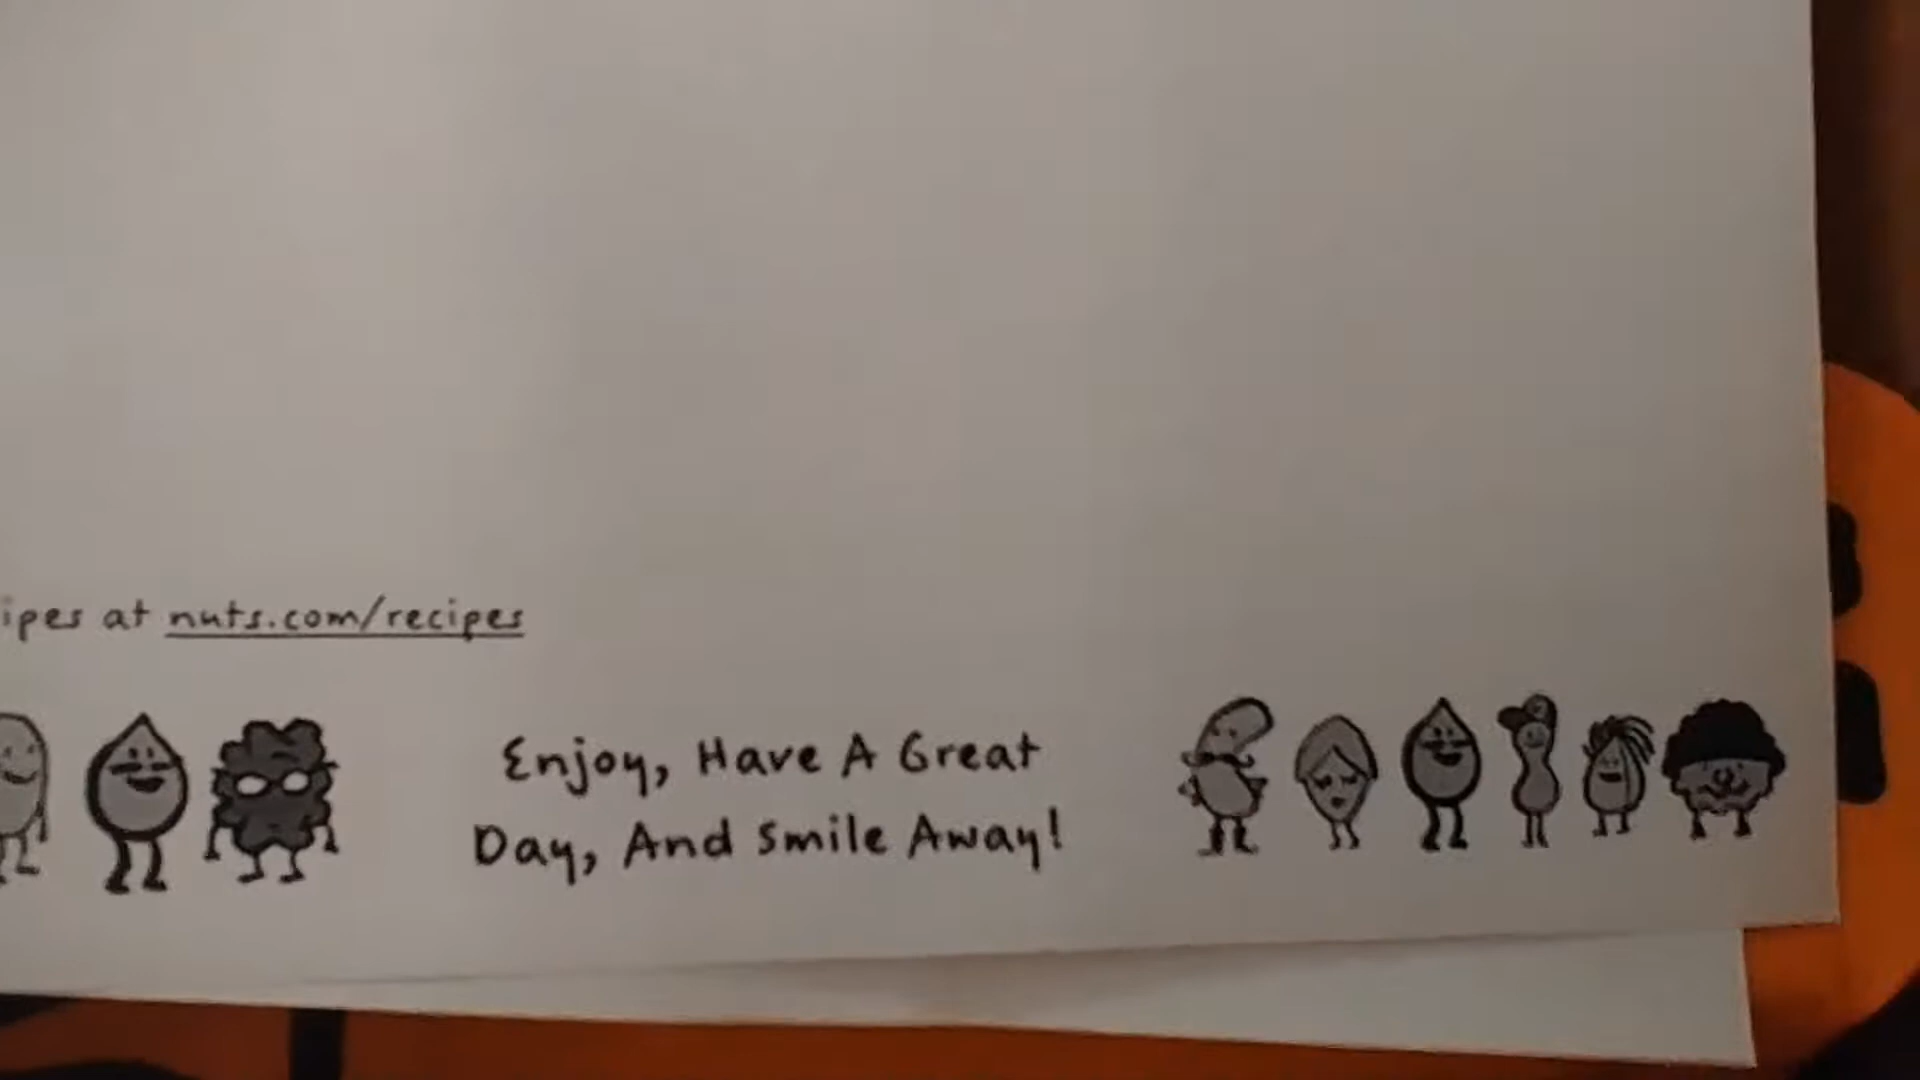 ipes at nuts.com/recipes
Enjoy, Have A Great
Day, And Smile Away!